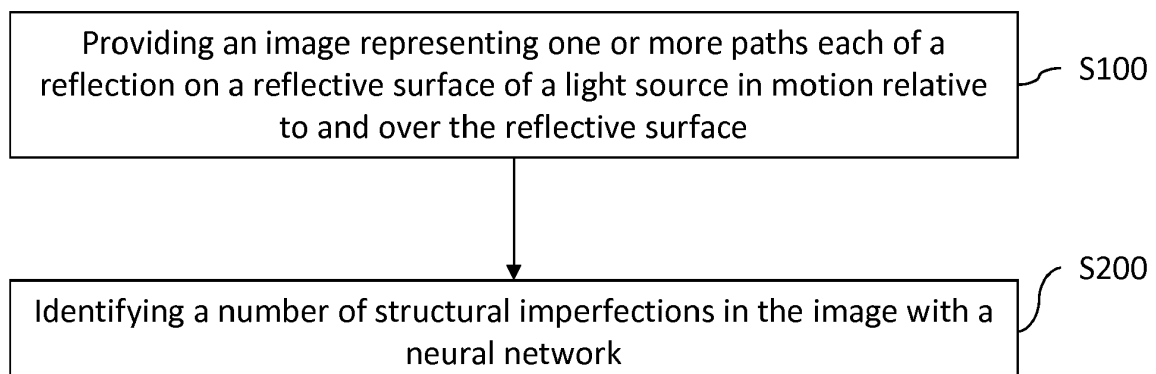 Providing an image representing one or more paths each of a
reflection on a reflective surface of a light source in motion relative
to and over the reflective surface
S100
S200
Identifying a number of structural imperfections in the image with a
neural network